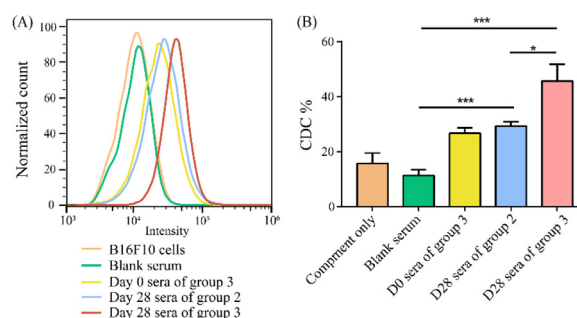 (A)
Normalized count
100
80
60
40
20
0
10³
10⁴
10⁵
10⁶
Intensity
B16F10 cells
Blank serum
Day 0 sera of group 3
Day 28 sera of group 2
Day 28 sera of group 3
(B)
CDC %
60
40
20
0
***
*
***
Compment only
Blank serum
D0 sera of group 3
D28 sera of group 2
D28 sera of group 3